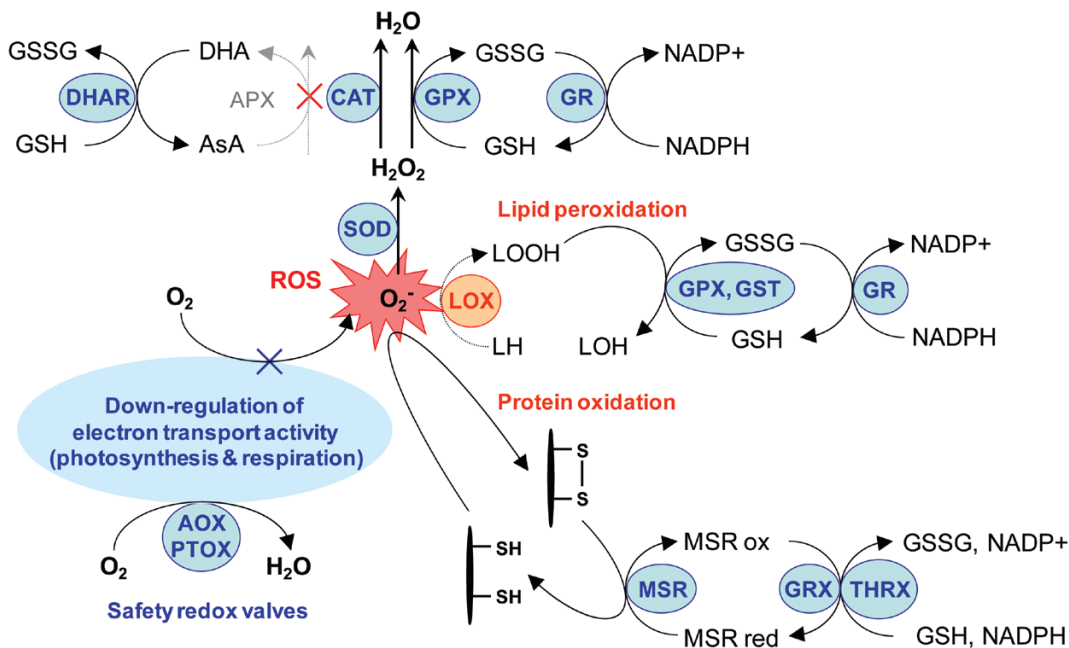 H2O
GSSG
DHA
GSSG
NADP+
DHAR
APX
CAT
GPX
GR
GSH
AsA
GSH
NADPH
H2O2
SOD
Lipid peroxidation
LOOH
GSSG
NADP+
ROS
O2
O2-
LOX
GPX, GST
GR
LH
LOH
GSH
NADPH
Down-regulation of
electron transport activity
(photosynthesis & respiration)
Protein oxidation
S
S
AOX
PTOX
O2
H2O
Safety redox valves
SH
SH
MSR ox
GSSG, NADP+
MSR
GRX
THRX
MSR red
GSH, NADPH